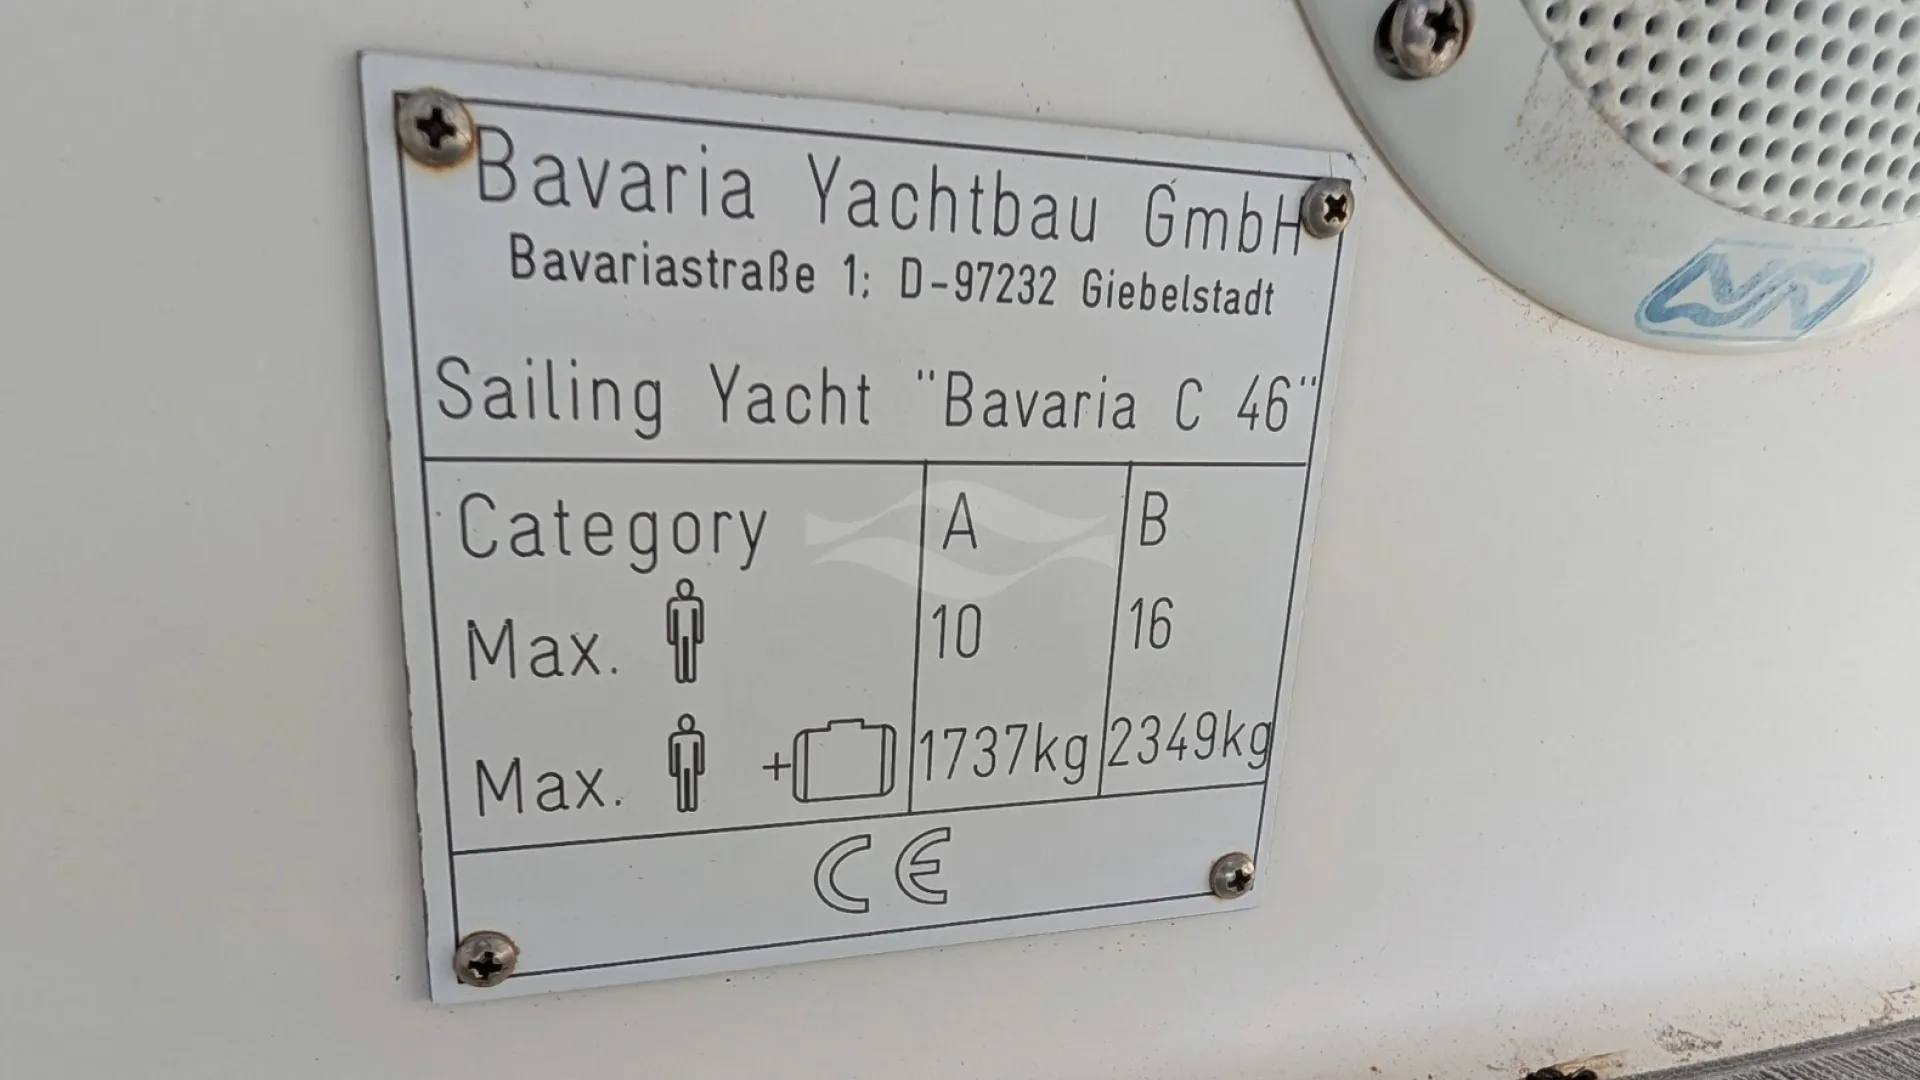 Bavaria Yachtbau GmbH
Bavariastraße 1; D-97232 Giebelstadt
Sailing Yacht "Bavaria C 46"
Category A B
Max. 10 16
Max. + 1737kg 2349kg
CE